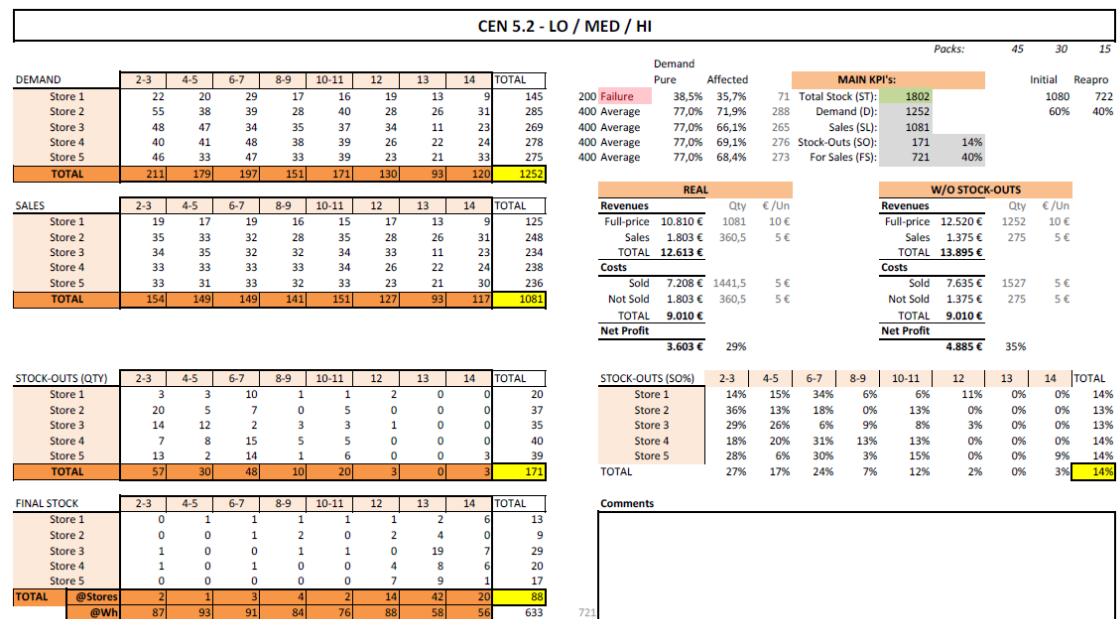 CEN 5.2 - LO / MED / HI
Packs: 45 30 15
Demand
DEMAND 2-3 4-5 6-7 8-9 10-11 12 13 14 TOTAL Pure Affected MAIN KPI's: Initial Reapro
Store 1 22 20 29 17 16 19 13 9 145 200 Failure 38,5% 35,7% 71 Total Stock (ST): 1802 1080 722
Store 2 55 38 39 28 40 28 26 31 285 400 Average 77,0% 71,9% 288 Demand (D): 1252 60% 40%
Store 3 48 47 34 35 37 34 11 23 269 400 Average 77,0% 66,1% 265 Sales (SL): 1081
Store 4 40 41 48 38 39 26 22 24 278 400 Average 77,0% 69,1% 276 Stock-Outs (SO): 171 14%
Store 5 46 33 47 33 39 23 21 33 275 400 Average 77,0% 68,4% 273 For Sales (FS): 721 40%
TOTAL 211 179 197 151 171 130 93 120 1252
REAL W/O STOCK-OUTS
SALES 2-3 4-5 6-7 8-9 10-11 12 13 14 TOTAL Revenues Qty € /Un Revenues Qty € /Un
Store 1 19 17 19 16 15 17 13 9 125 Full-price 10.810 € 1081 10 € Full-price 12.520 € 1252 10 €
Store 2 35 33 32 28 35 28 26 31 248 Sales 1.803 € 360,5 5 € Sales 1.375 € 275 5 €
Store 3 34 35 32 32 34 33 11 23 234 TOTAL 12.613 € TOTAL 13.895 €
Store 4 33 33 33 33 34 26 22 24 238 Costs Costs
Store 5 33 31 33 32 33 23 21 30 236 Sold 7.208 € 1441,5 5 € Sold 7.635 € 1527 5 €
TOTAL 154 149 149 141 151 127 93 117 1081 Not Sold 1.803 € 360,5 5 € Not Sold 1.375 € 275 5 €
TOTAL 9.010 € TOTAL 9.010 €
Net Profit Net Profit
3.603 € 29% 4.885 € 35%
STOCK-OUTS (QTY) 2-3 4-5 6-7 8-9 10-11 12 13 14 TOTAL STOCK-OUTS (SO%) 2-3 4-5 6-7 8-9 10-11 12 13 14 TOTAL
Store 1 3 3 10 1 1 2 0 0 20 Store 1 14% 15% 34% 6% 6% 11% 0% 0% 14%
Store 2 20 5 7 0 5 0 0 0 37 Store 2 36% 13% 18% 0% 13% 0% 0% 0% 13%
Store 3 14 12 2 3 3 1 0 0 35 Store 3 29% 26% 6% 9% 8% 3% 0% 0% 13%
Store 4 7 8 15 5 5 0 0 0 40 Store 4 18% 20% 31% 13% 13% 0% 0% 0% 14%
Store 5 13 2 14 1 6 0 0 3 39 Store 5 28% 6% 30% 3% 15% 0% 0% 9% 14%
TOTAL 57 30 48 10 20 3 0 3 171 TOTAL 27% 17% 24% 7% 12% 2% 0% 3% 14%
FINAL STOCK 2-3 4-5 6-7 8-9 10-11 12 13 14 TOTAL Comments
Store 1 0 1 1 1 1 1 2 6 13
Store 2 0 0 1 2 0 2 4 0 9
Store 3 1 0 0 1 1 0 19 7 29
Store 4 1 0 1 0 0 4 8 6 20
Store 5 0 0 0 0 0 7 9 1 17
TOTAL @Stores 2 1 3 4 2 14 42 20 88
@Wh 87 93 91 84 76 88 58 56 633 721